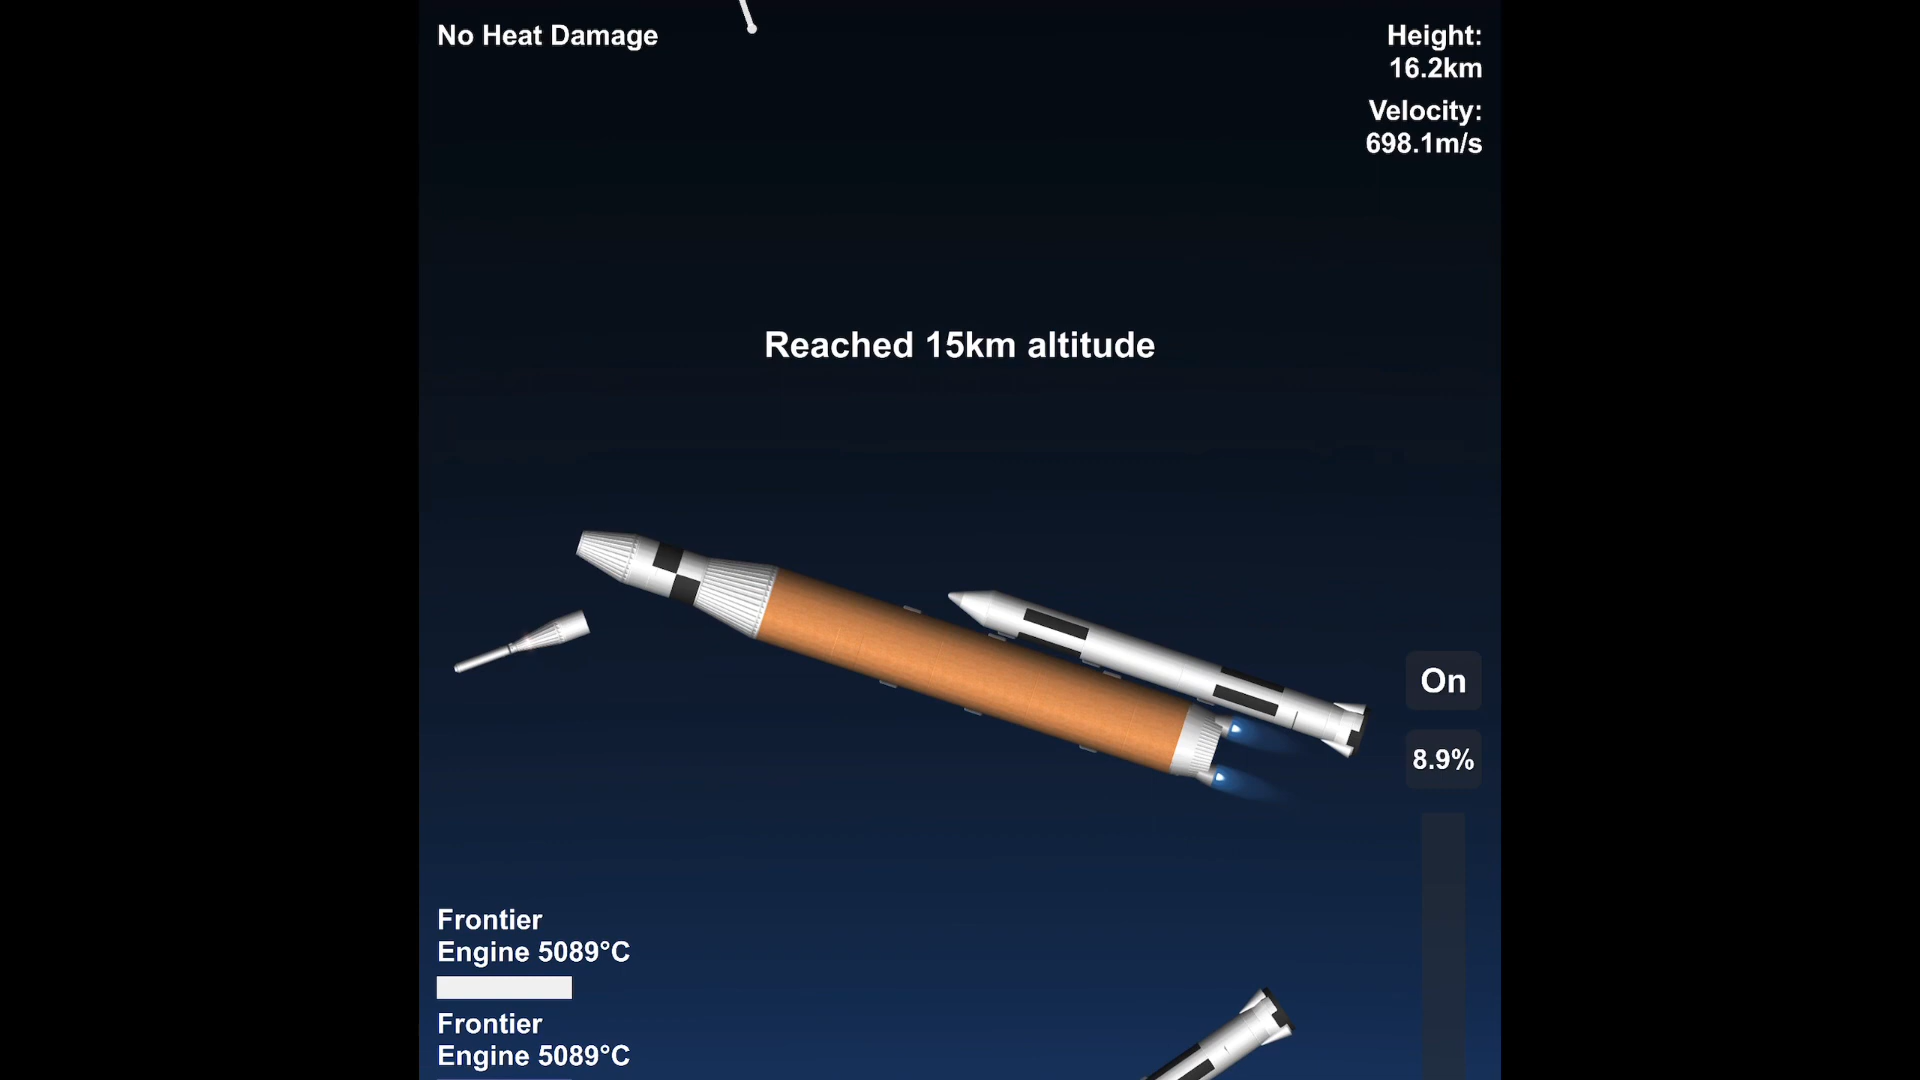 No Heat Damage
Height:
16.2km
Velocity:
698.1m/s
Reached 15km altitude
On
8.9%
Frontier
Engine 5089°C
Frontier
Engine 5089°C